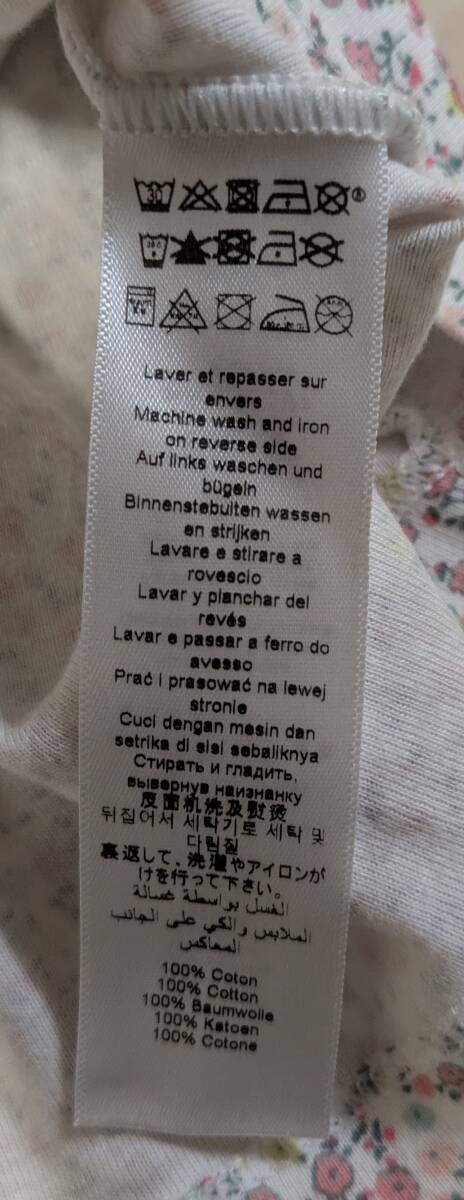 30
Laver et repasser sur
envers
Machine wash and iron
on reverse side
Auf links waschen und
bügeln
Binnenstebuiten wassen
en strijken
Lavare e stirare a
rovescio
Lavar y planchar del
revés
Lavar e passar a ferro do
avesso
Prać i prasować na lewej
stronie
Cuci dengan mesin dan
setrika di sisi sebaliknya
Стирать и гладить,
вывернув наизнанку
反面机洗及熨烫
뒤집어서 세탁기로 세탁 및
다림질
裏返して、洗濯やアイロンが
けを行って下さい。
الغسل بواسطة غسالة
الملابس والكي على الجانب
المعاكس
100% Coton
100% Cotton
100% Baumwolle
100% Katoen
100% Cotone